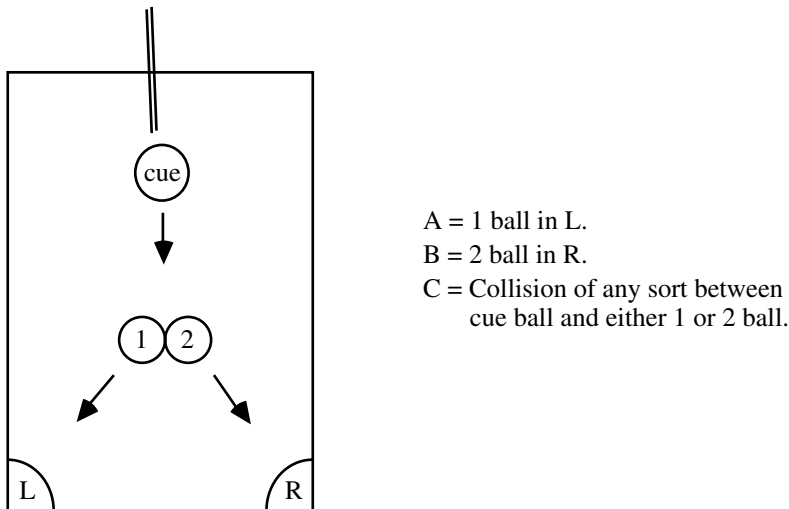 cue
1 2
L R
A = 1 ball in L.
B = 2 ball in R.
C = Collision of any sort between
cue ball and either 1 or 2 ball.